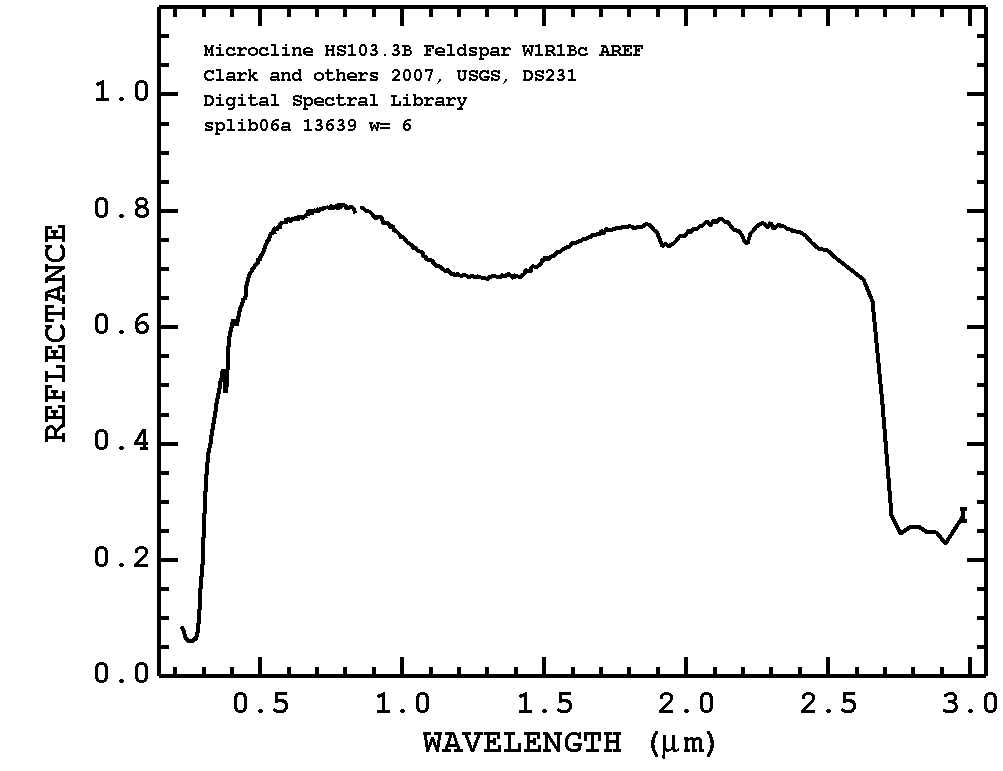 Microcline HS103.3B Feldspar W1R1Bc AREF
Clark and others 2007, USGS, DS231
Digital Spectral Library
splib06a 13639 w= 6
1.0
0.8
0.6
0.4
0.2
0.0
REFLECTANCE
0.5 1.0 1.5 2.0 2.5 3.0
WAVELENGTH (μm)